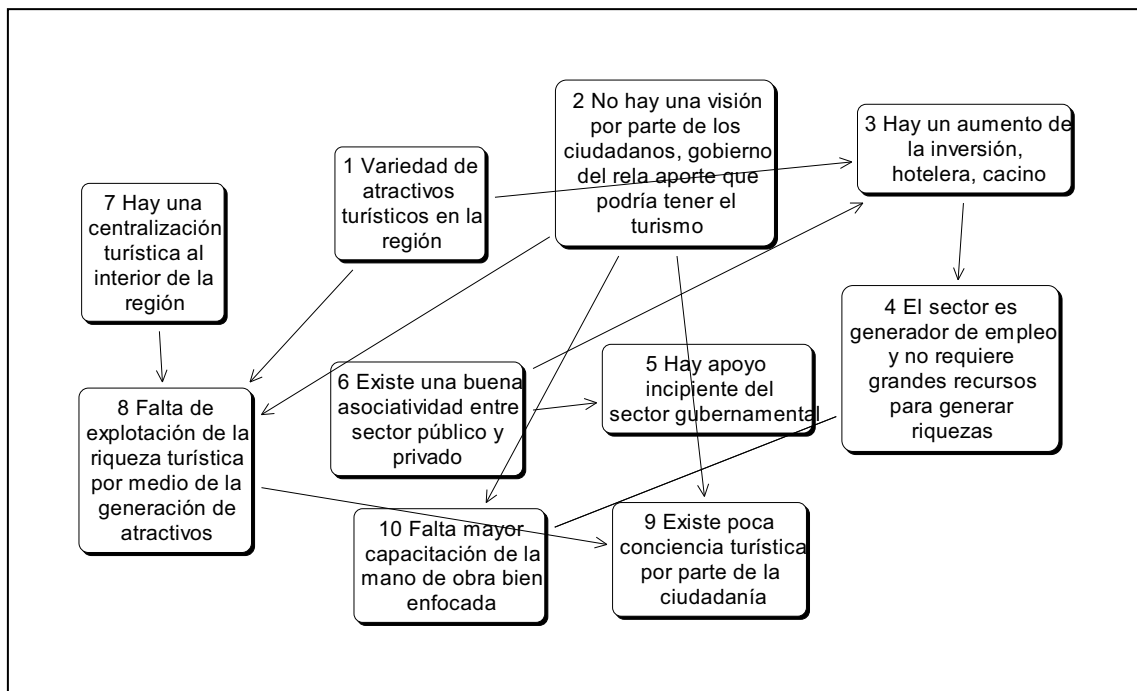 1 Variedad de
atractivos
turísticos en la
región
2 No hay una visión
por parte de los
ciudadanos, gobierno
del rela aporte que
podría tener el
turismo
3 Hay un aumento de
la inversión,
hotelera, cacino
7 Hay una
centralización
turística al
interior de la
región
4 El sector es
generador de empleo
y no requiere
grandes recursos
para generar
riquezas
5 Hay apoyo
incipiente del
sector gubernamental
6 Existe una buena
asociatividad entre
sector público y
privado
8 Falta de
explotación de la
riqueza turística
por medio de la
generación de
atractivos
10 Falta mayor
capacitación de la
mano de obra bien
enfocada
9 Existe poca
conciencia turística
por parte de la
ciudadanía